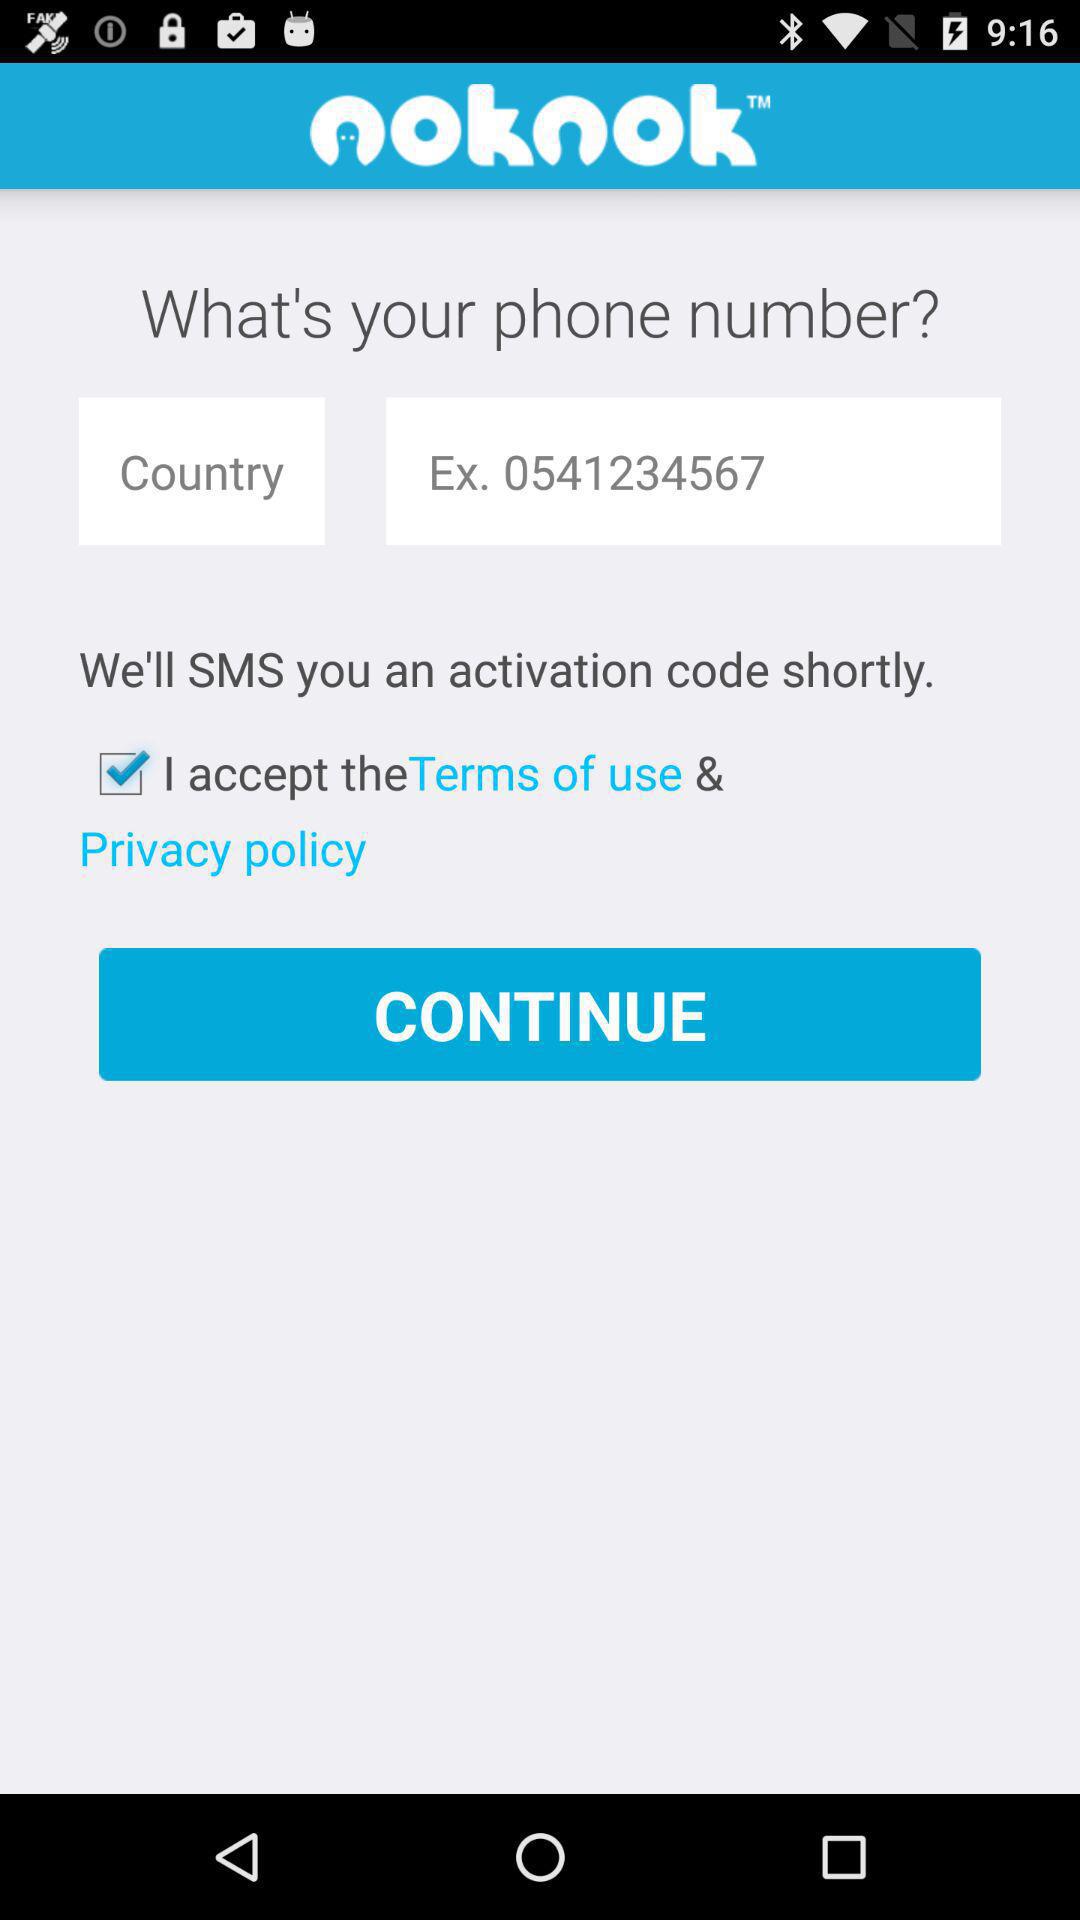 FAKE
9:16
noknok™
What's your phone number?
Country
Ex. 0541234567
We'll SMS you an activation code shortly.
I accept theTerms of use &
Privacy policy
CONTINUE